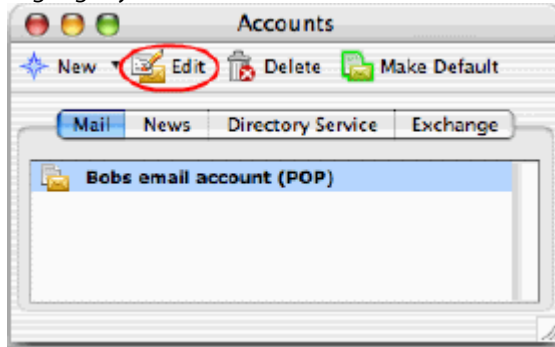 Accounts
New Edit Delete Make Default
Mail News Directory Service Exchange
Bobs email account (POP)